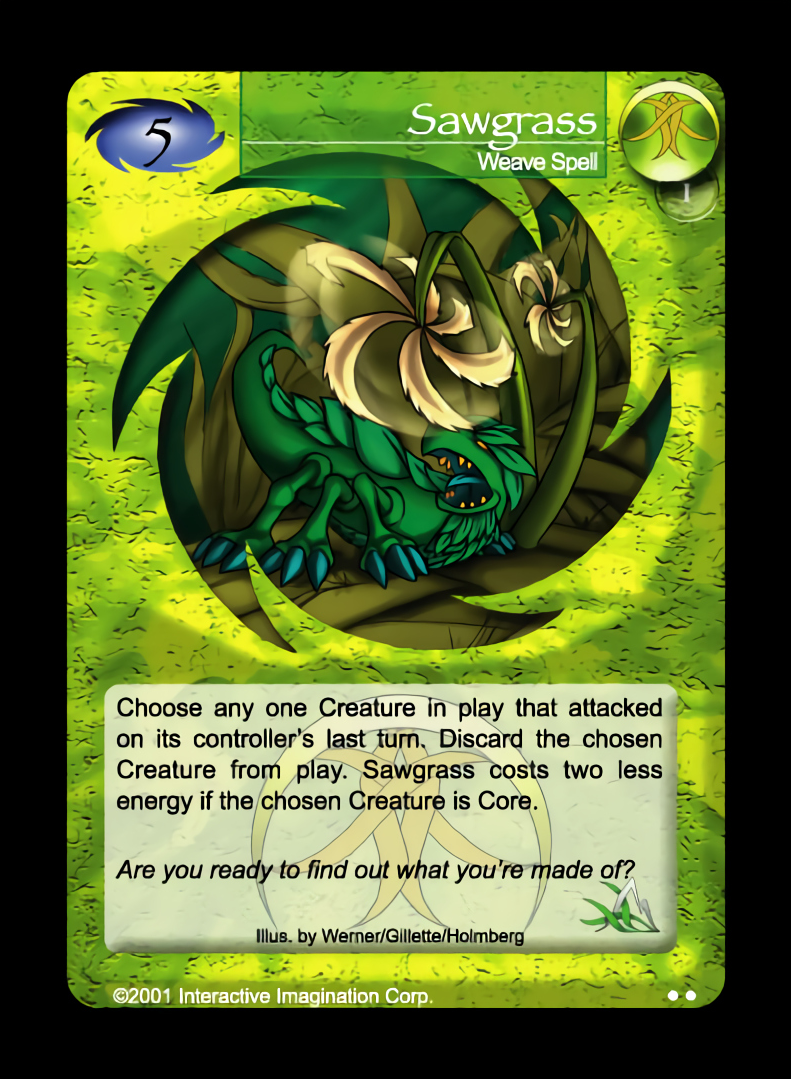 5
Sawgrass
Weave Spell
1
Choose any one Creature in play that attacked
on its controller's last turn. Discard the chosen
Creature from play. Sawgrass costs two less
energy if the chosen Creature is Core.
Are you ready to find out what you're made of?
Illus. by Werner/Gillette/Holmberg
©2001 Interactive Imagination Corp.